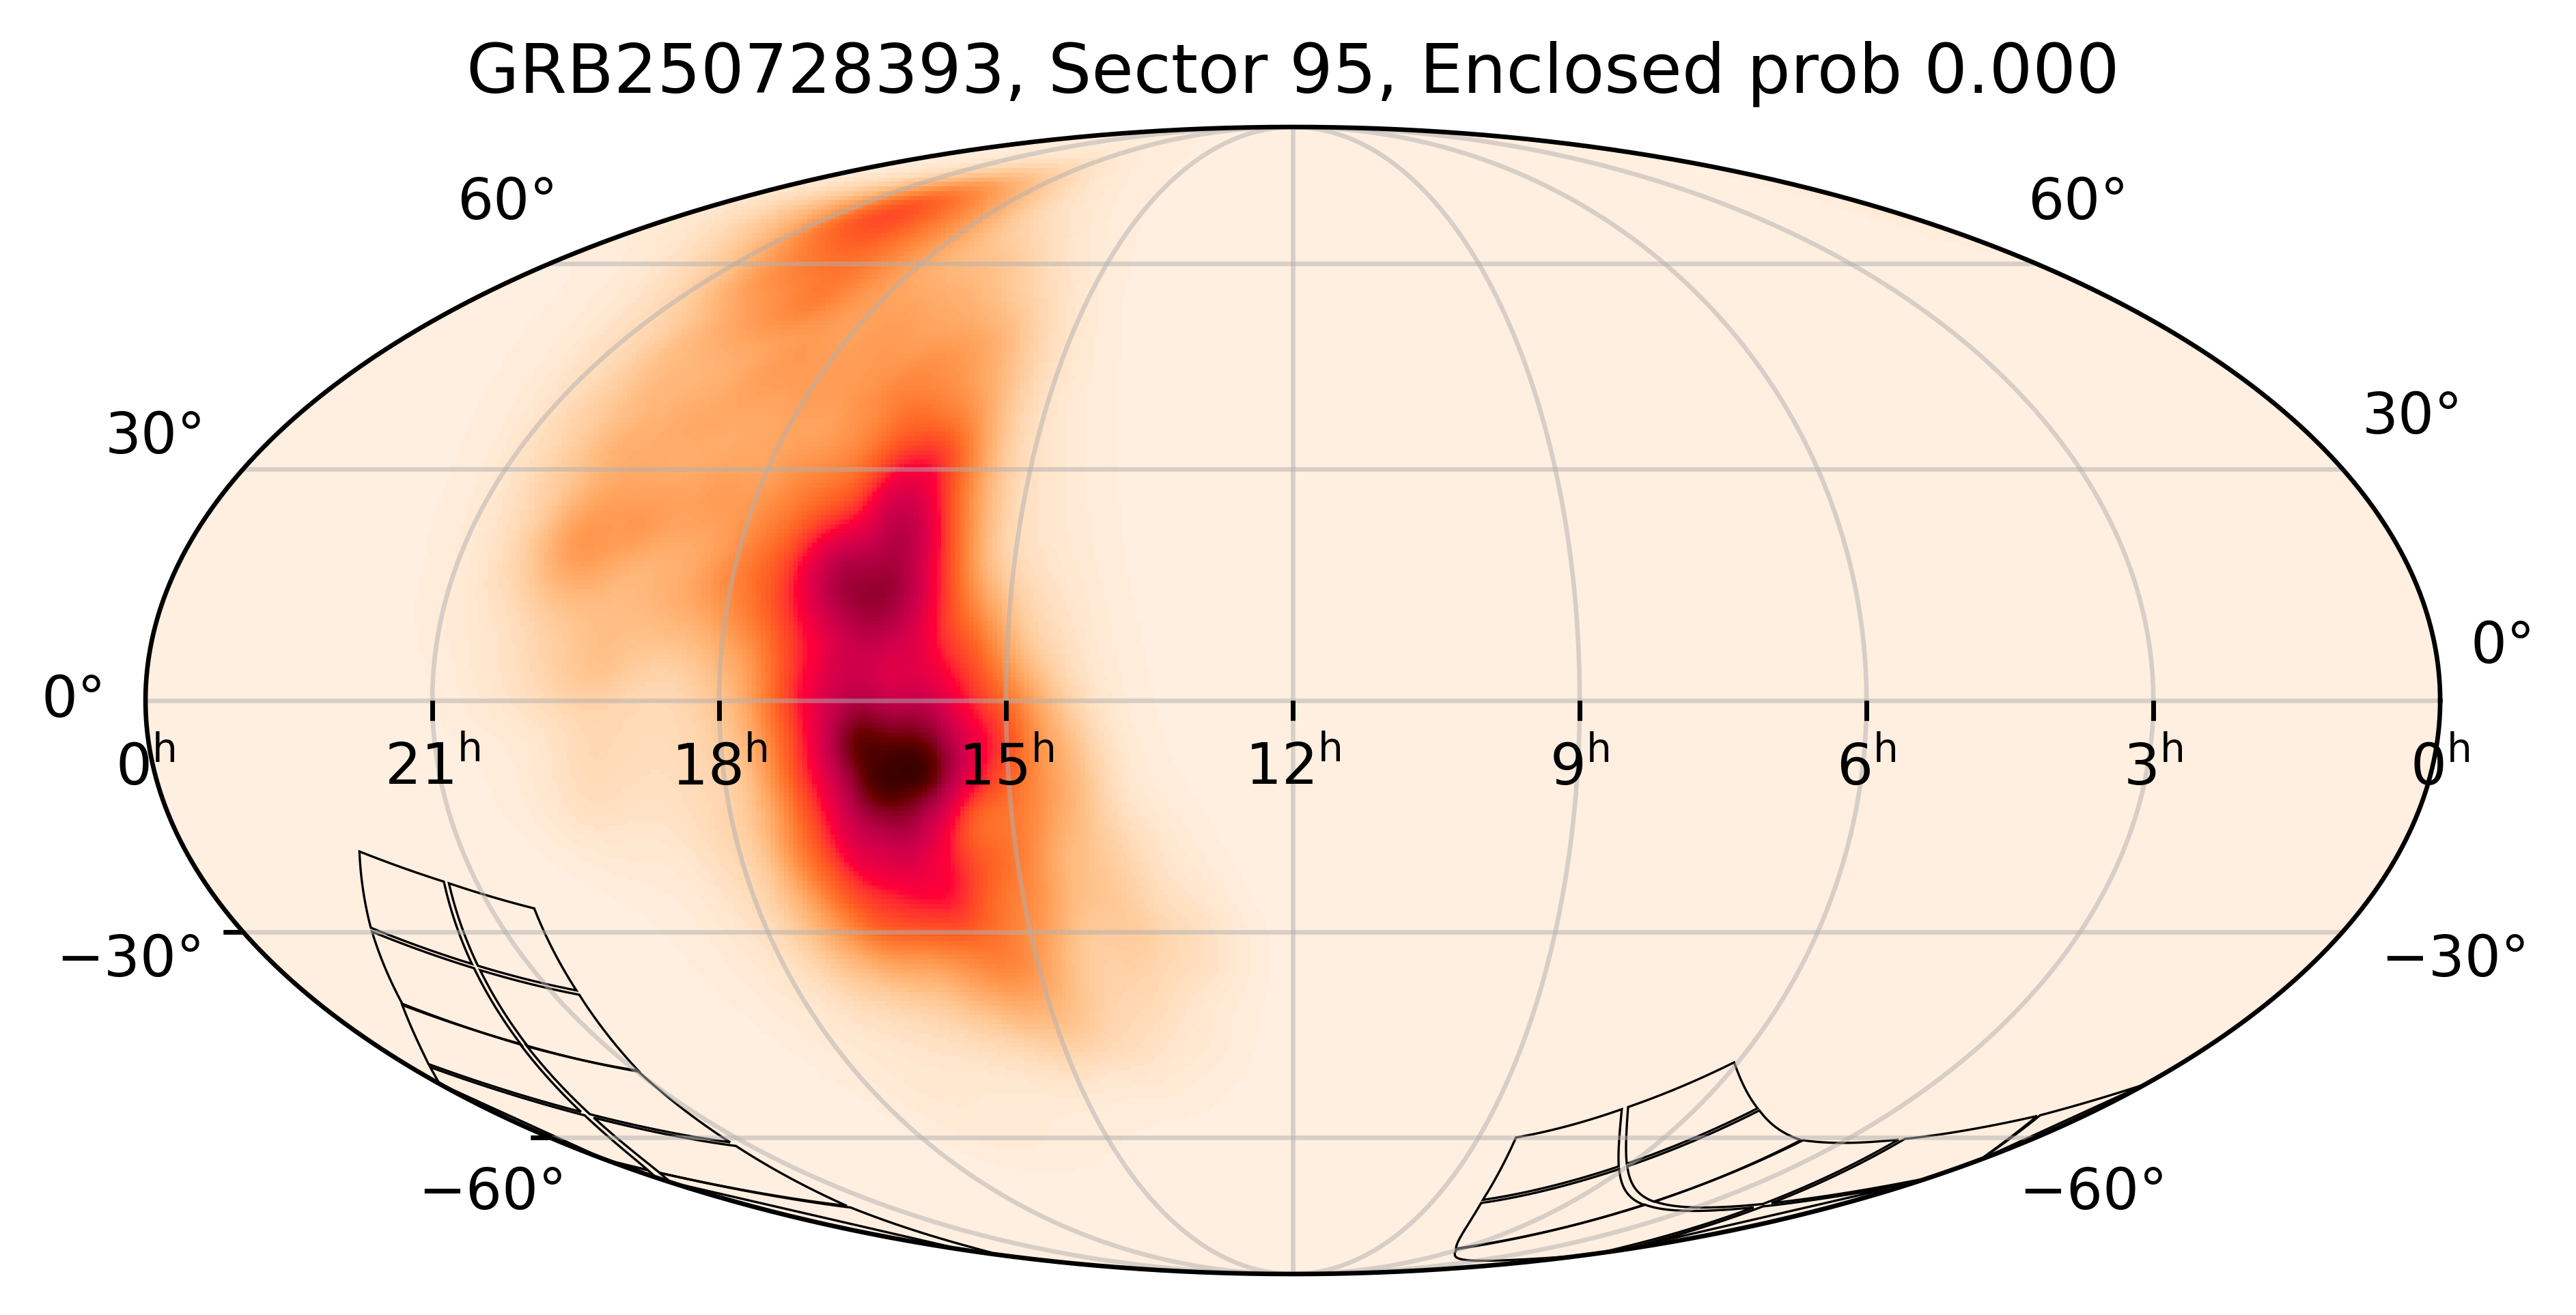 GRB250728393, Sector 95, Enclosed prob 0.000
60° 60°
30° 30°
0° 0°
0ʰ 21ʰ 18ʰ 15ʰ 12ʰ 9ʰ 6ʰ 3ʰ 0ʰ
−30° −30°
−60° −60°